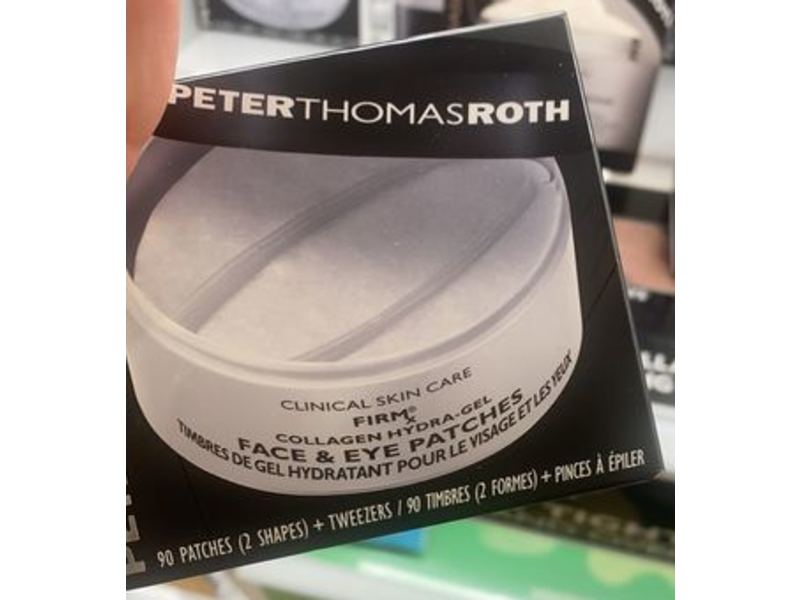 PETERTHOMASROTH
CLINICAL SKIN CARE
FIRMx®
COLLAGEN HYDRA-GEL
FACE & EYE PATCHES
TIMBRES DE GEL HYDRATANT POUR LE VISAGE ET LES YEUX
90 PATCHES (2 SHAPES) + TWEEZERS / 90 TIMBRES (2 FORMES) + PINCES À ÉPILER